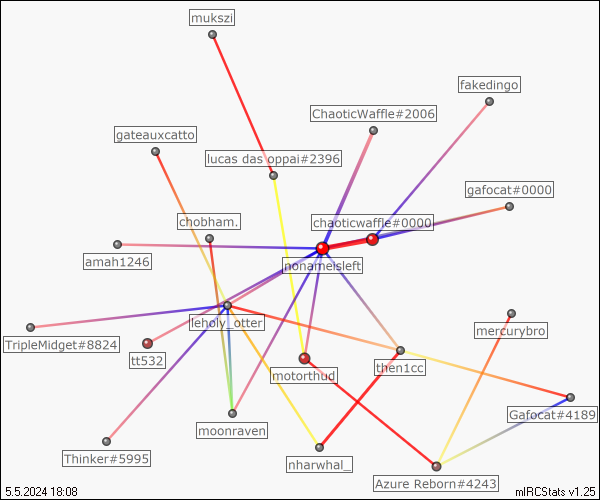 mukszi
fakedingo
ChaoticWaffle#2006
gateauxcatto
lucas das oppai#2396
gafocat#0000
chobham.
chaoticwaffle#0000
amah1246
nonameisleft
leholy_otter
mercurybro
TripleMidget#8824
tt532
motorthud
then1cc
Gafocat#4189
moonraven
Thinker#5995
nharwhal_
Azure Reborn#4243
5.5.2024 18:08
mIRCStats v1.25